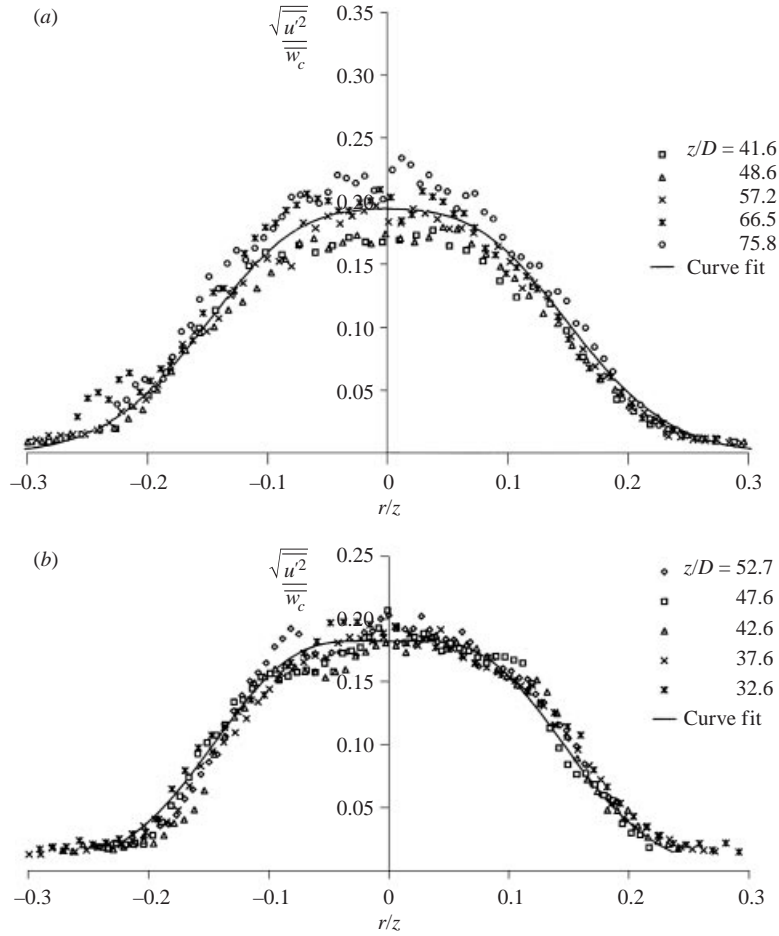 (a)
√u′²
w̄c
0.35
0.30
0.25
0.20
0.15
0.10
0.05
z/D = 41.6
48.6
57.2
66.5
75.8
Curve fit
–0.3 –0.2 –0.1 0 0.1 0.2 0.3
r/z
(b)
√u′²
w̄c
0.25
0.20
0.15
0.10
0.05
z/D = 52.7
47.6
42.6
37.6
32.6
Curve fit
–0.3 –0.2 –0.1 0 0.1 0.2 0.3
r/z